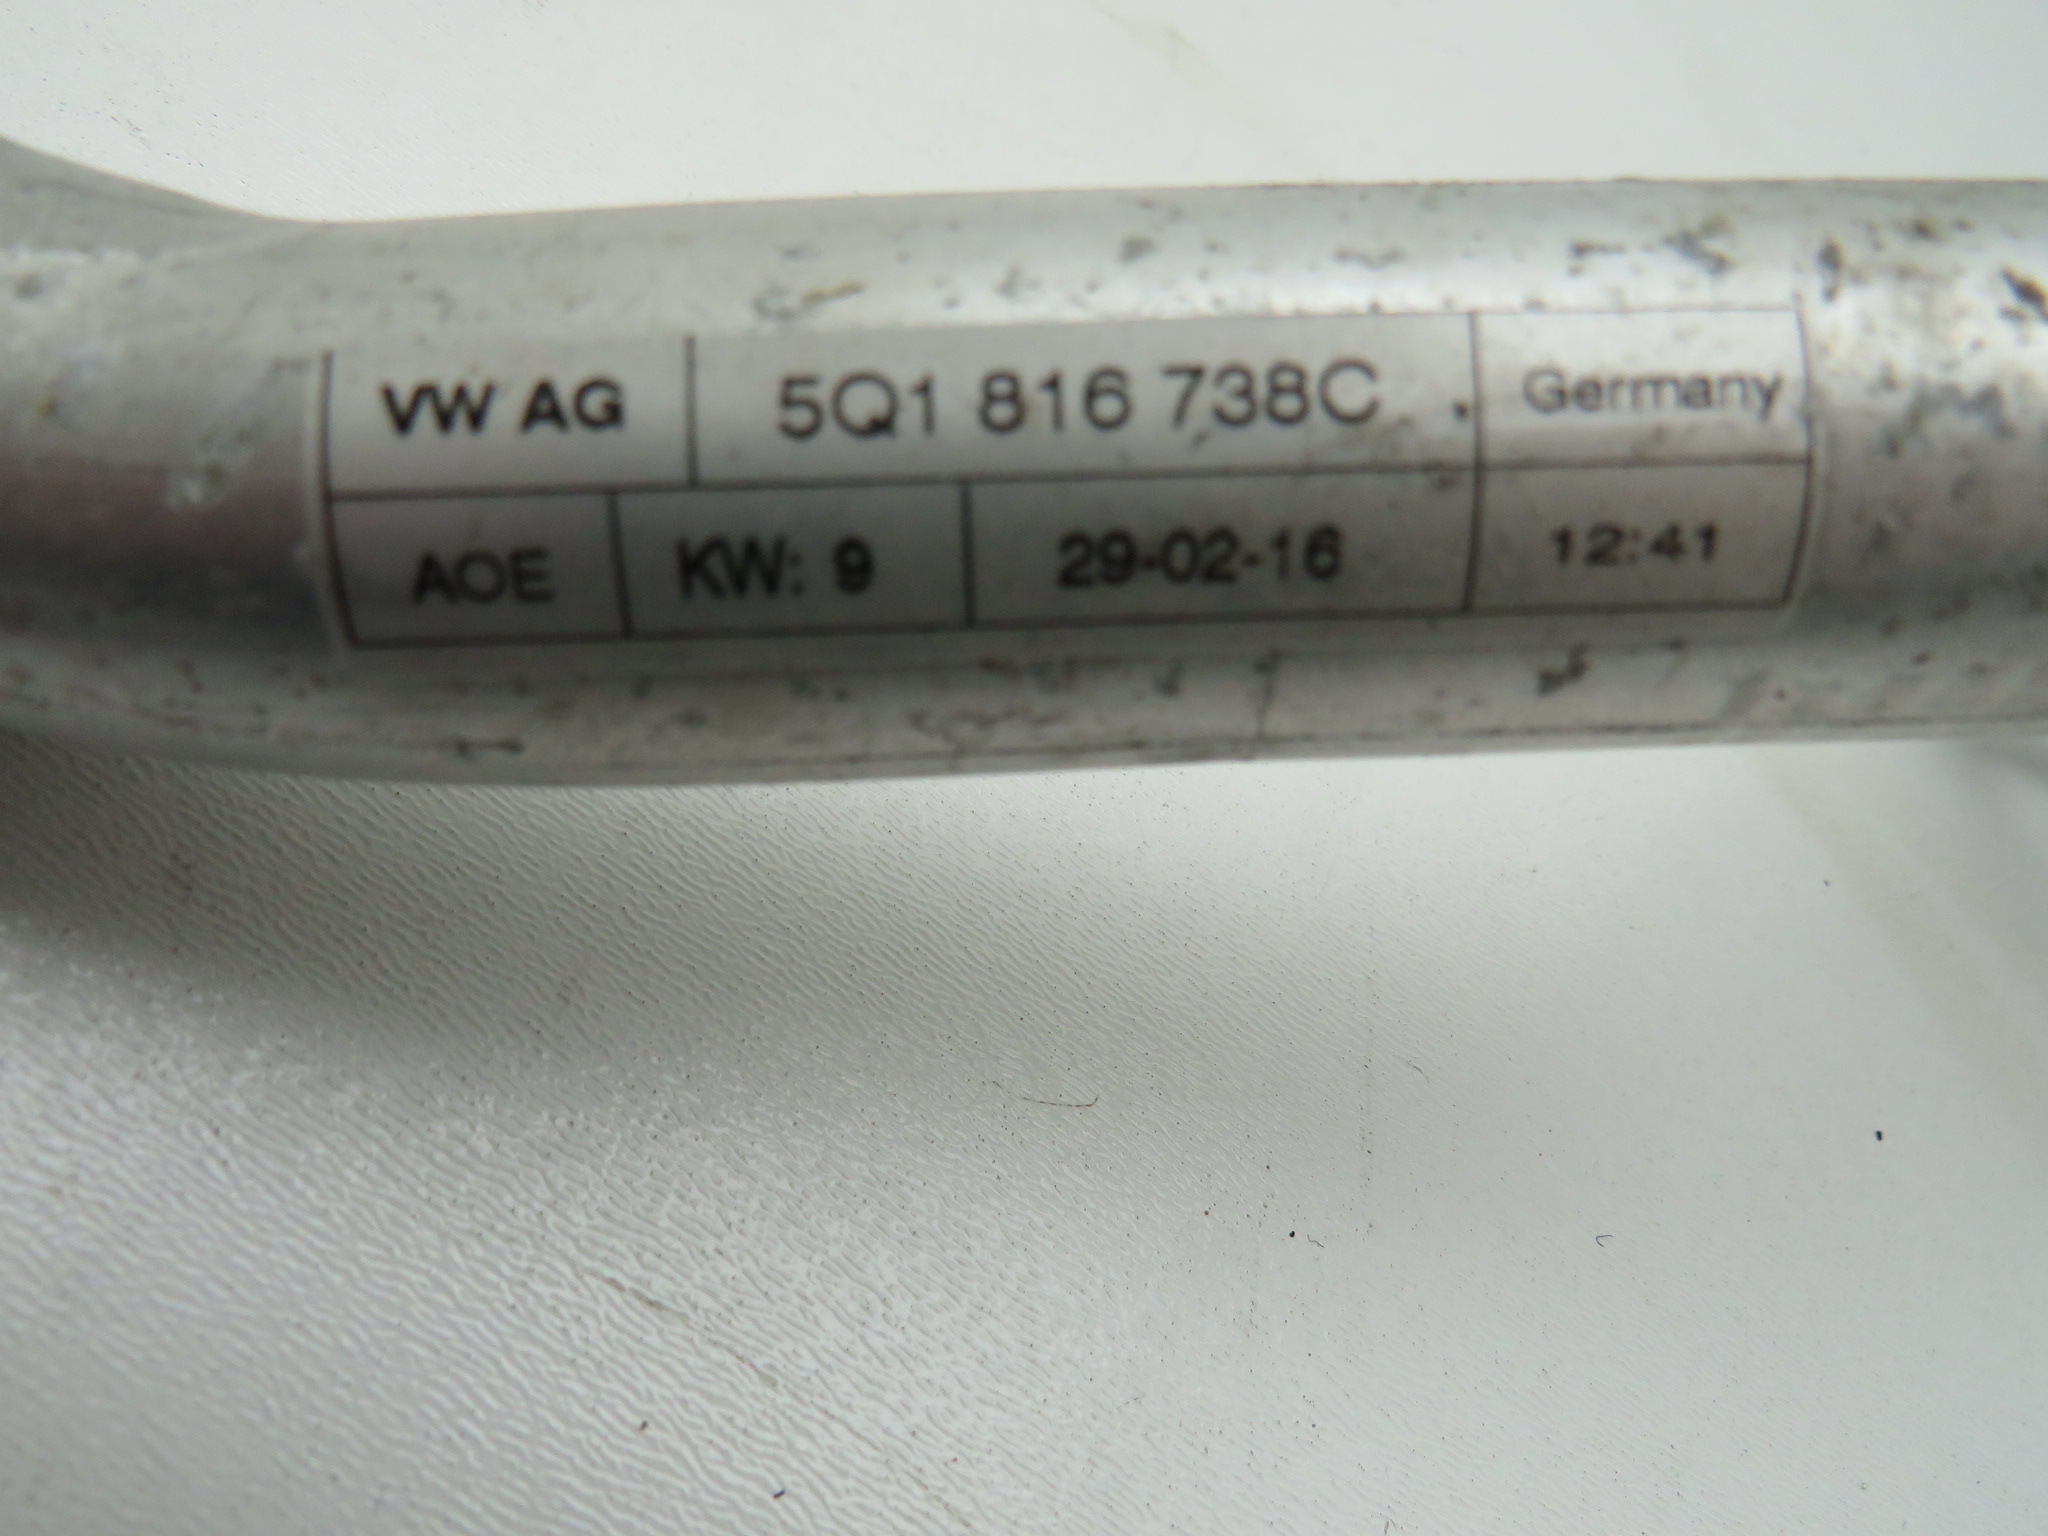 VW AG 5Q1 816 738C Germany
AOE KW: 9 29-02-16 12:41